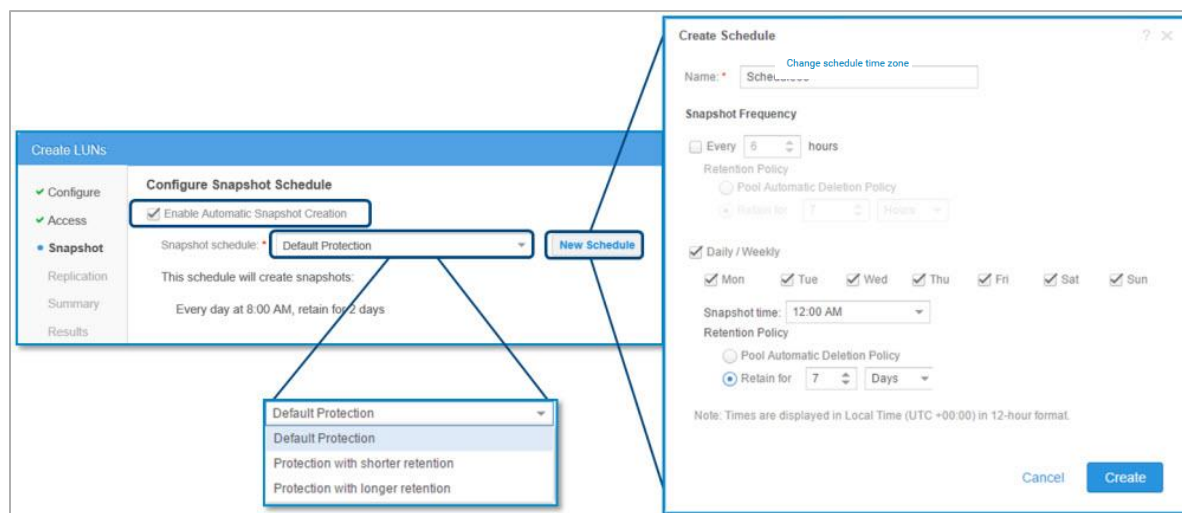 Create Schedule
Change schedule time zone
Name: *
Snapshot Frequency
Every 6 hours
Retention Policy
Pool Automatic Deletion Policy
Retain for 7 Hours
Daily / Weekly
Mon Tue Wed Thu Fri Sat Sun
Snapshot time: 12:00 AM
Retention Policy
Pool Automatic Deletion Policy
Retain for 7 Days
Note: Times are displayed in Local Time (UTC +00:00) in 12-hour format.
Cancel Create
Create LUNs
Configure
Access
Snapshot
Replication
Summary
Results
Configure Snapshot Schedule
Enable Automatic Snapshot Creation
Snapshot schedule: * Default Protection New Schedule
This schedule will create snapshots:
Every day at 8:00 AM, retain for 2 days
Default Protection
Default Protection
Protection with shorter retention
Protection with longer retention